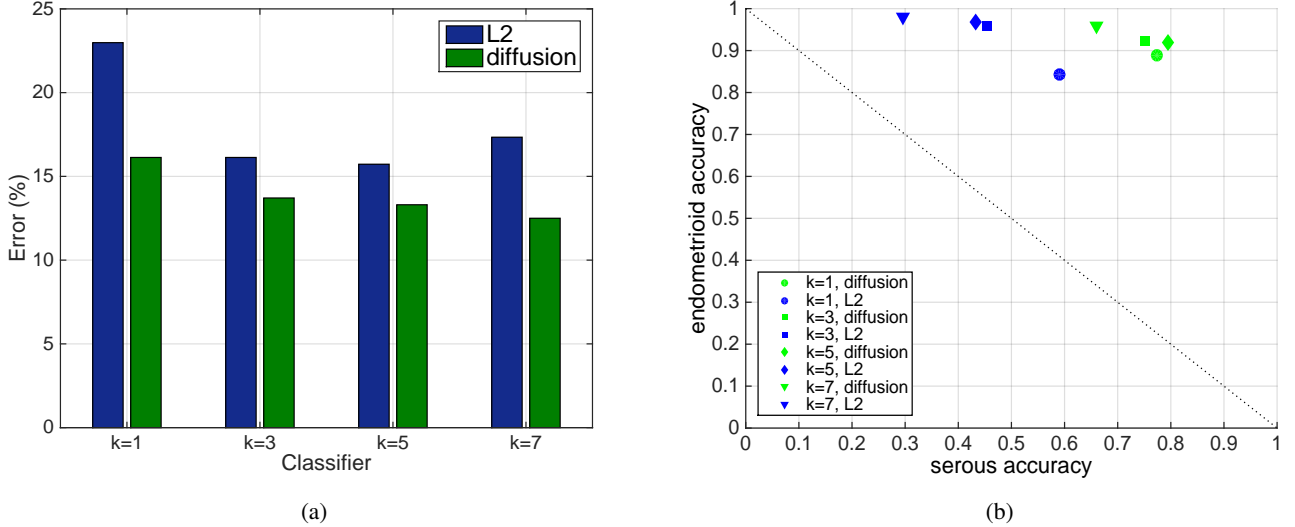 25
20
15
10
5
0
Error (%)
L2
diffusion
k=1 k=3 k=5 k=7
Classifier
(a)
1
0.9
0.8
0.7
0.6
0.5
0.4
0.3
0.2
0.1
0
endometrioid accuracy
k=1, diffusion
k=1, L2
k=3, diffusion
k=3, L2
k=5, diffusion
k=5, L2
k=7, diffusion
k=7, L2
0 0.1 0.2 0.3 0.4 0.5 0.6 0.7 0.8 0.9 1
serous accuracy
(b)